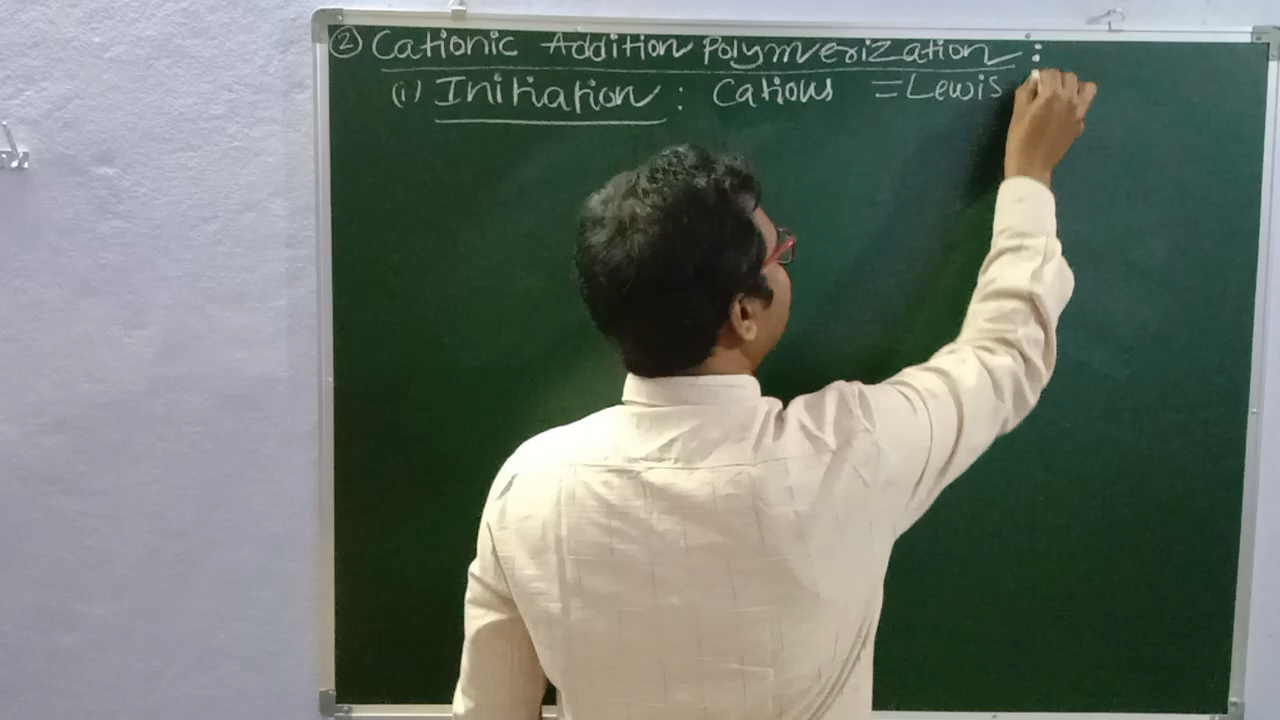 ② Cationic Addition Polymerization :
(i) Initiation : Cations = Lewis